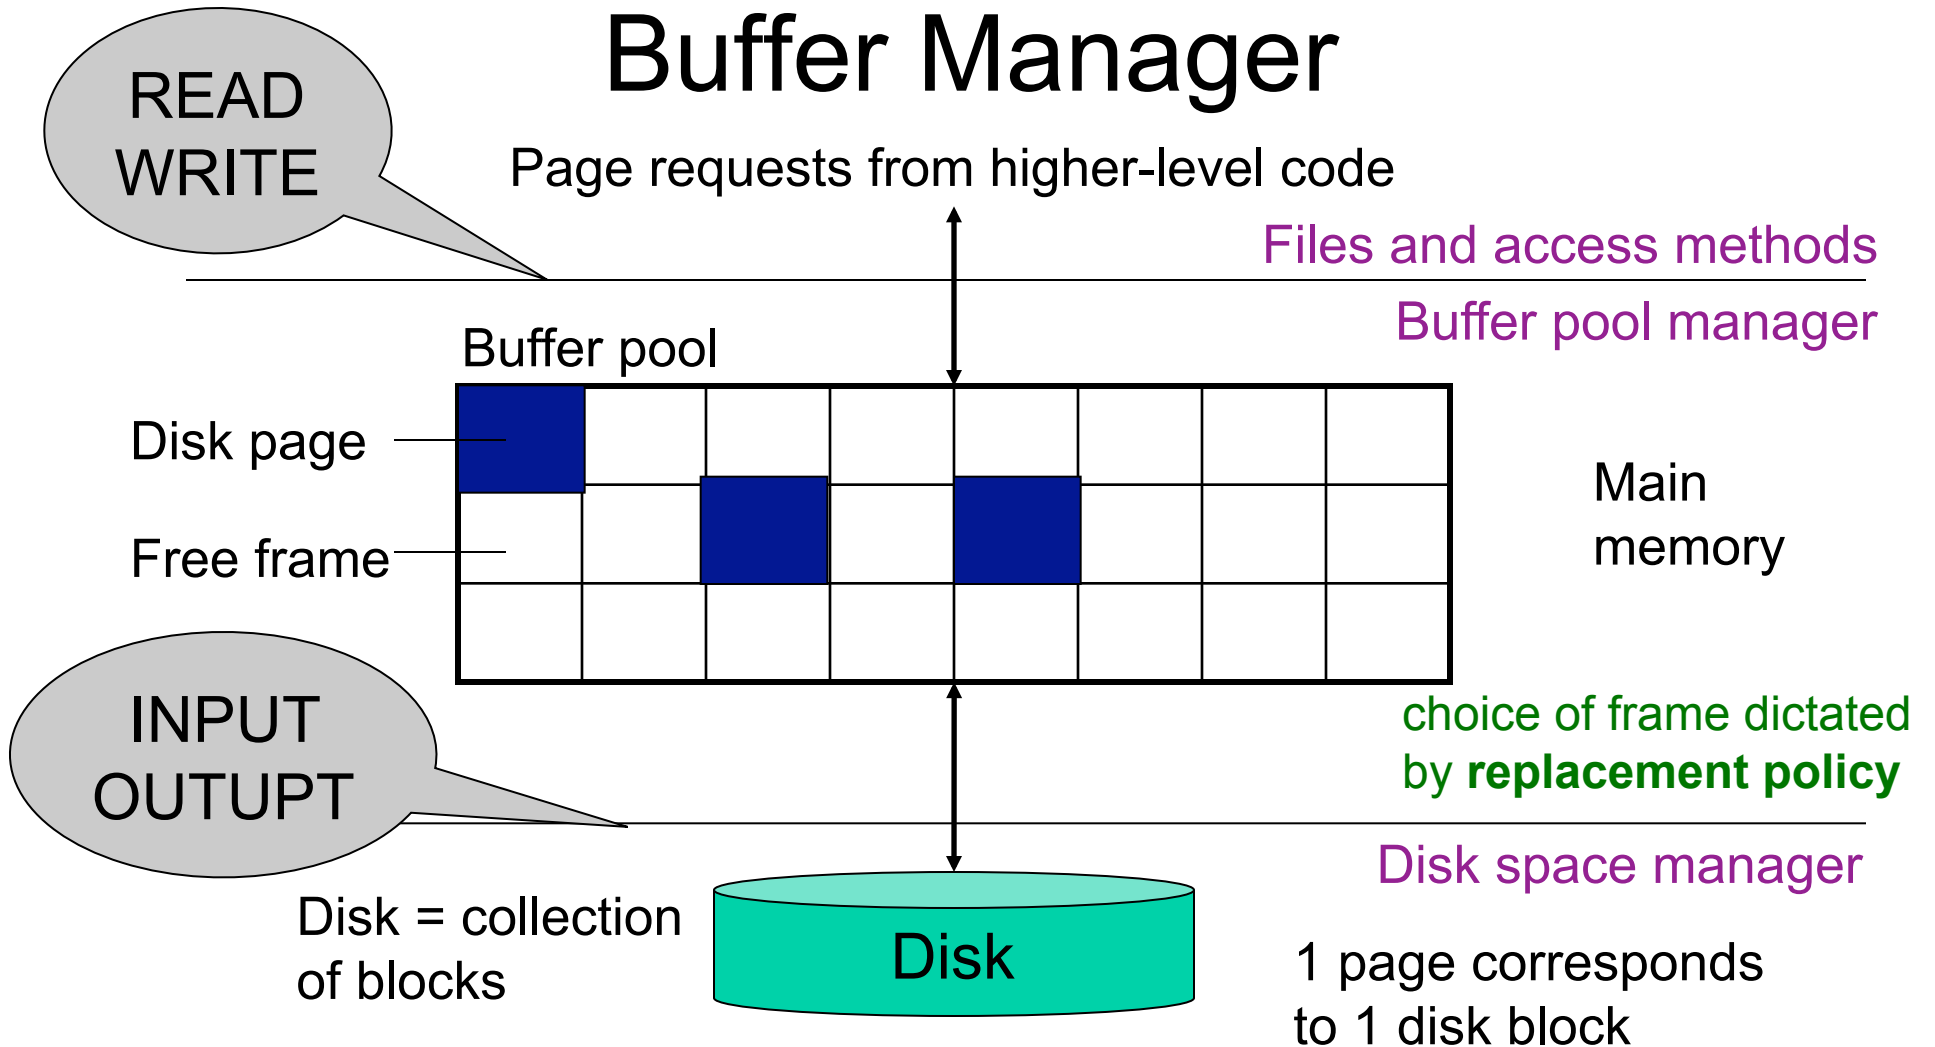 Buffer Manager
READ
WRITE
Page requests from higher-level code
Files and access methods
Buffer pool manager
Buffer pool
Disk page
Free frame
Main
memory
INPUT
OUTUPT
choice of frame dictated
by replacement policy
Disk space manager
Disk = collection
of blocks
Disk
1 page corresponds
to 1 disk block